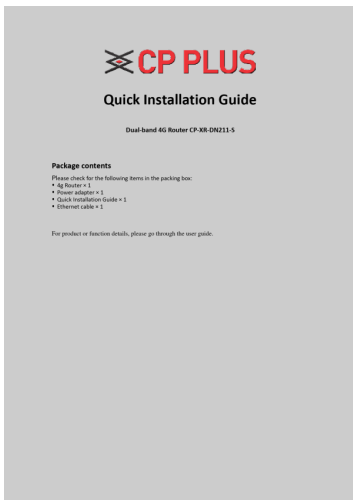 CP PLUS
Quick Installation Guide
Dual-band 4G Router CP-XR-DN211-S
Package contents
Please check for the following items in the packing box:
• 4g Router × 1
• Power adapter × 1
• Quick Installation Guide × 1
• Ethernet cable × 1
For product or function details, please go through the user guide.